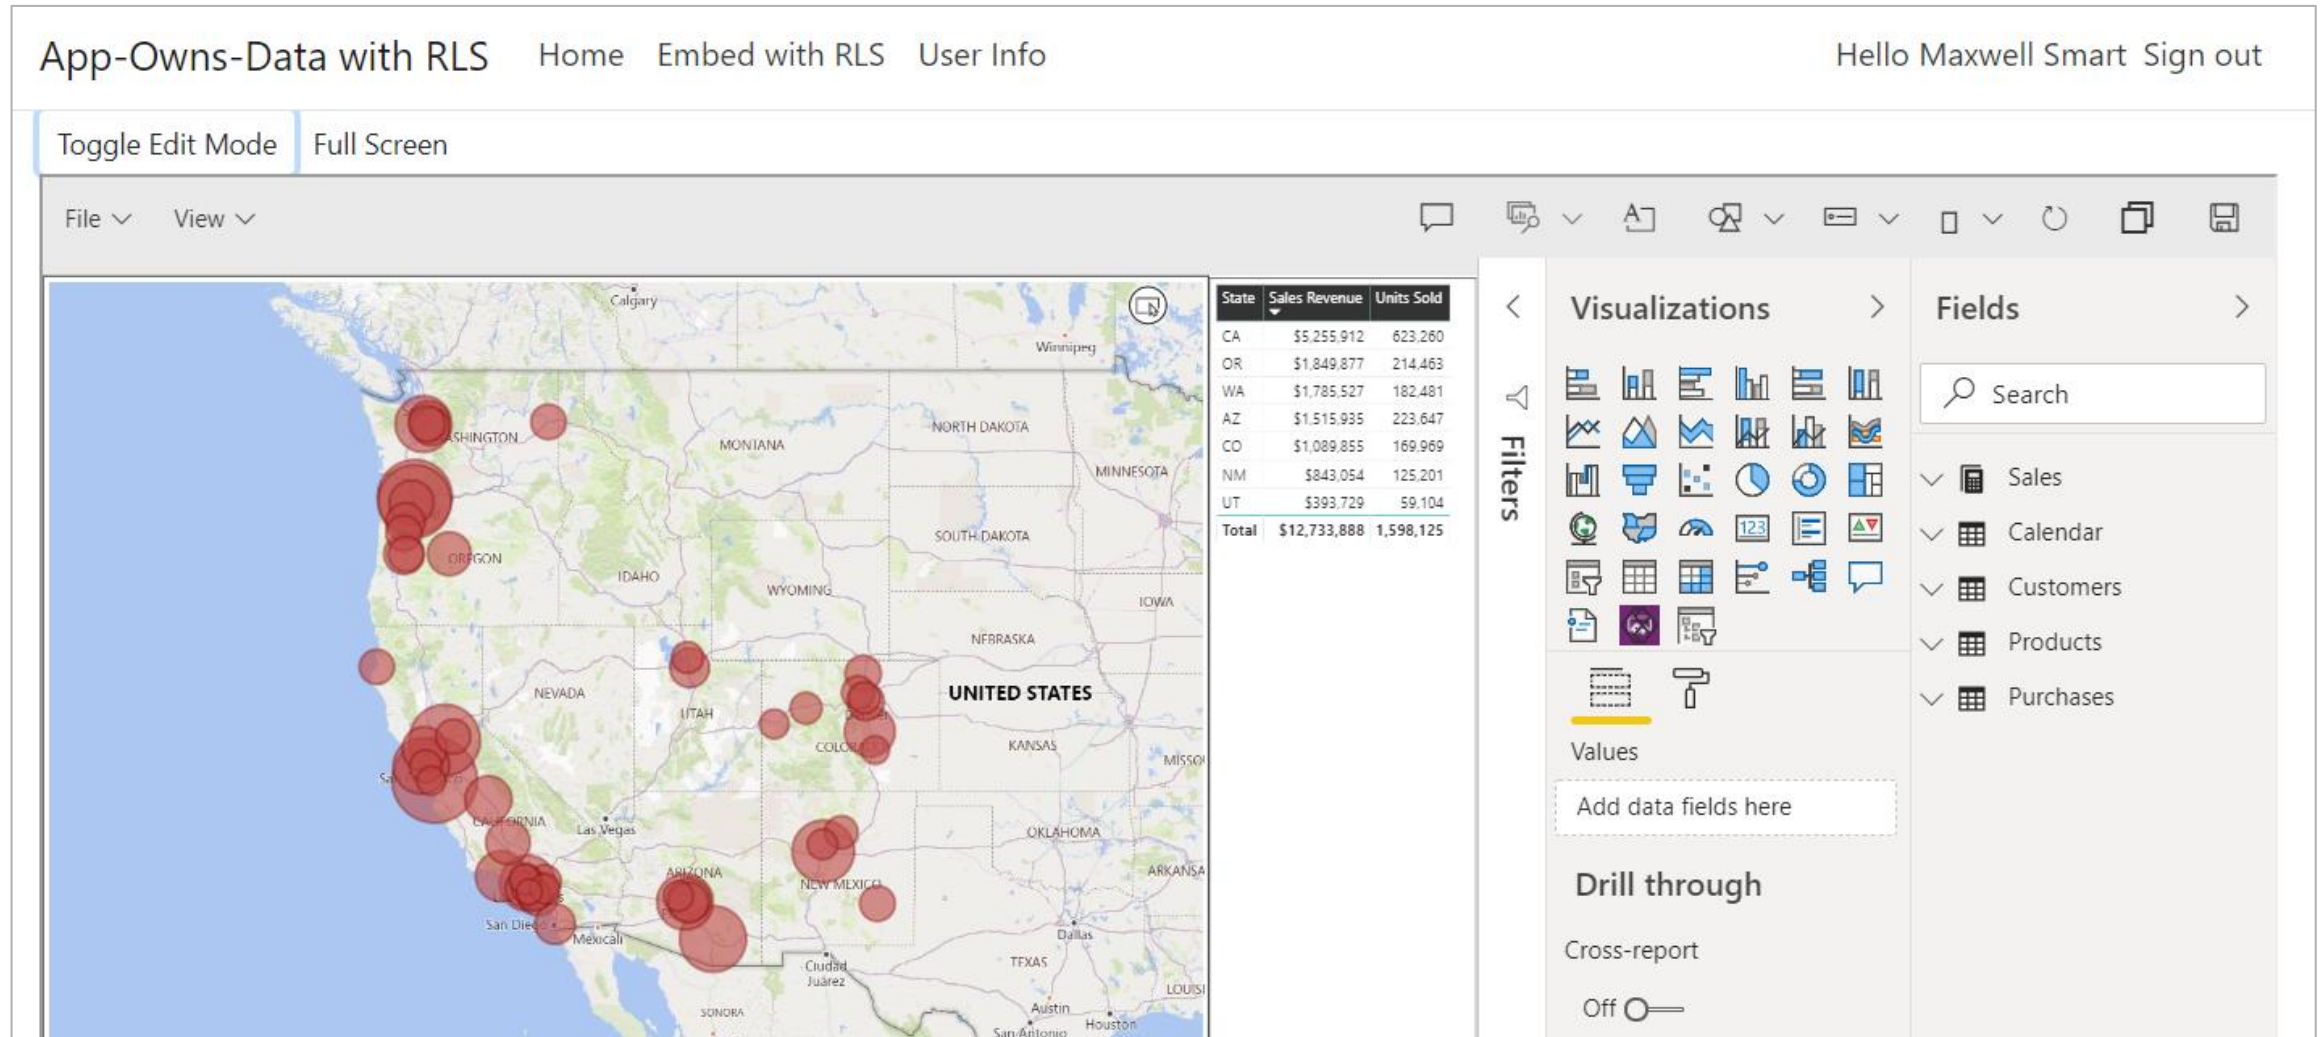 App-Owns-Data with RLS Home Embed with RLS User Info Hello Maxwell Smart Sign out
Toggle Edit Mode Full Screen
File View
Calgary
Winnipeg
NORTH DAKOTA
ASHINGTON
MONTANA
MINNESOTA
SOUTH DAKOTA
OREGON
IDAHO
WYOMING
IOWA
NEBRASKA
NEVADA
UNITED STATES
UTAH
KANSAS
MISSO
CALIFORNIA
Las Vegas
OKLAHOMA
ARIZONA
ARKANSA
NEW MEXICO
San Diego
Mexicali
Dallas
Ciudad
Juárez
TEXAS
LOUISI
SONORA
Austin
San Antonio
Houston
State Sales Revenue Units Sold
CA $5,255,912 623,260
OR $1,849,877 214,463
WA $1,785,527 182,481
AZ $1,515,935 223,647
CO $1,089,855 169,969
NM $843,054 125,201
UT $393,729 59,104
Total $12,733,888 1,598,125
Filters
Visualizations
123
Values
Add data fields here
Drill through
Cross-report
Off
Fields
Search
Sales
Calendar
Customers
Products
Purchases